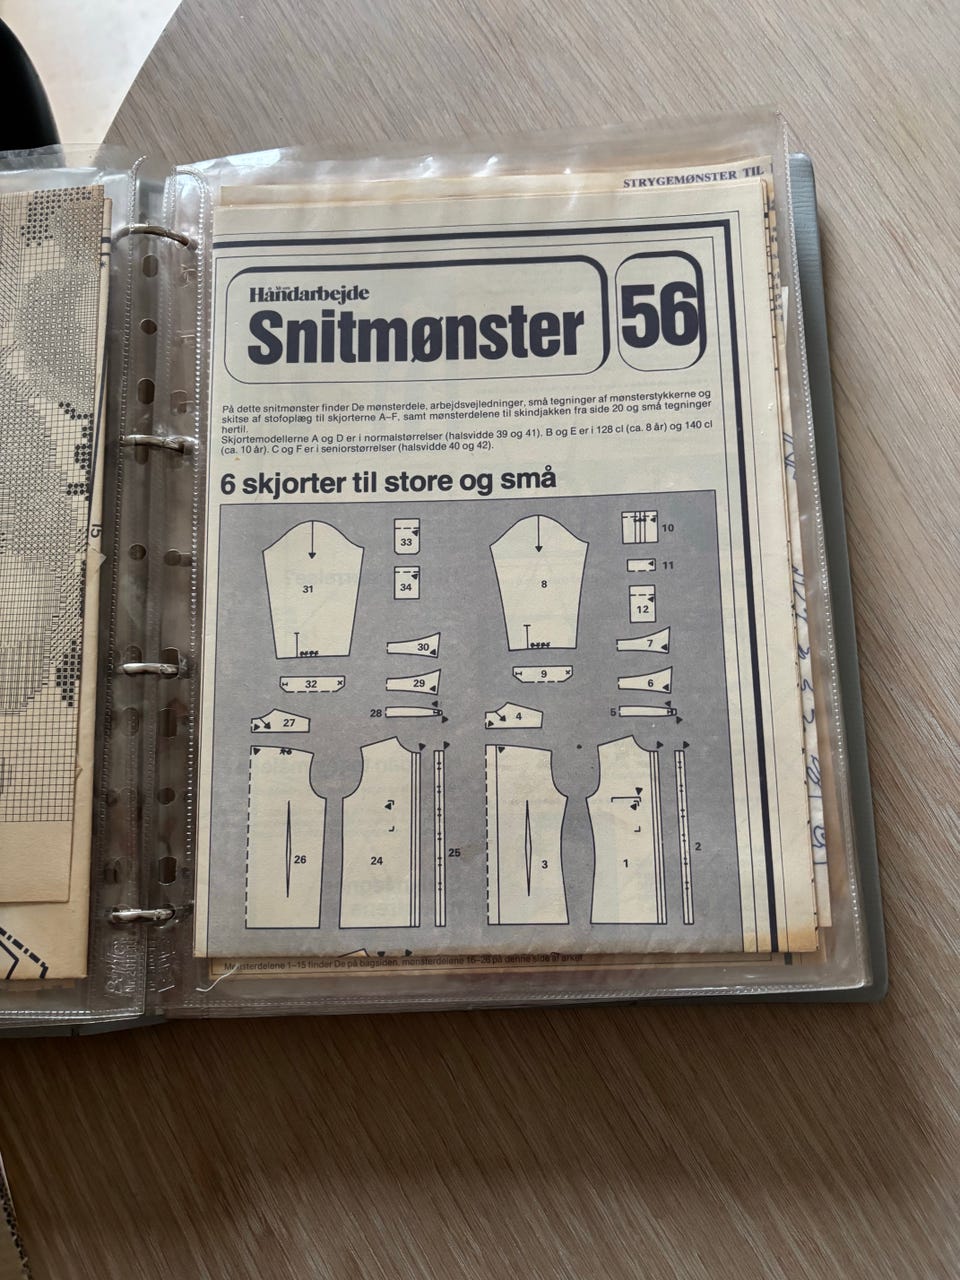 STRYGEMØNSTER TIL
Håndarbejde
Snitmønster 56
På dette snitmønster finder De mønsterdele, arbejdsvejledninger, små tegninger af mønsterstykkerne og
skitse af stofoplæg til skjorterne A–F, samt mønsterdelene til skindjakken fra side 20 og små tegninger
hertil.
Skjortemodellerne A og D er i normalstørrelser (halsvidde 39 og 41). B og E er i 128 cl (ca. 8 år) og 140 cl
(ca. 10 år). C og F er i seniorstørrelser (halsvidde 40 og 42).
6 skjorter til store og små
33
10
31
34
8
11
12
30
7
32
29
9
6
28
27
4
5
26
24
25
3
1
2
Mønsterdelene 1–15 finder De på bagsiden, mønsterdelene 16–26 på denne side af arket
15